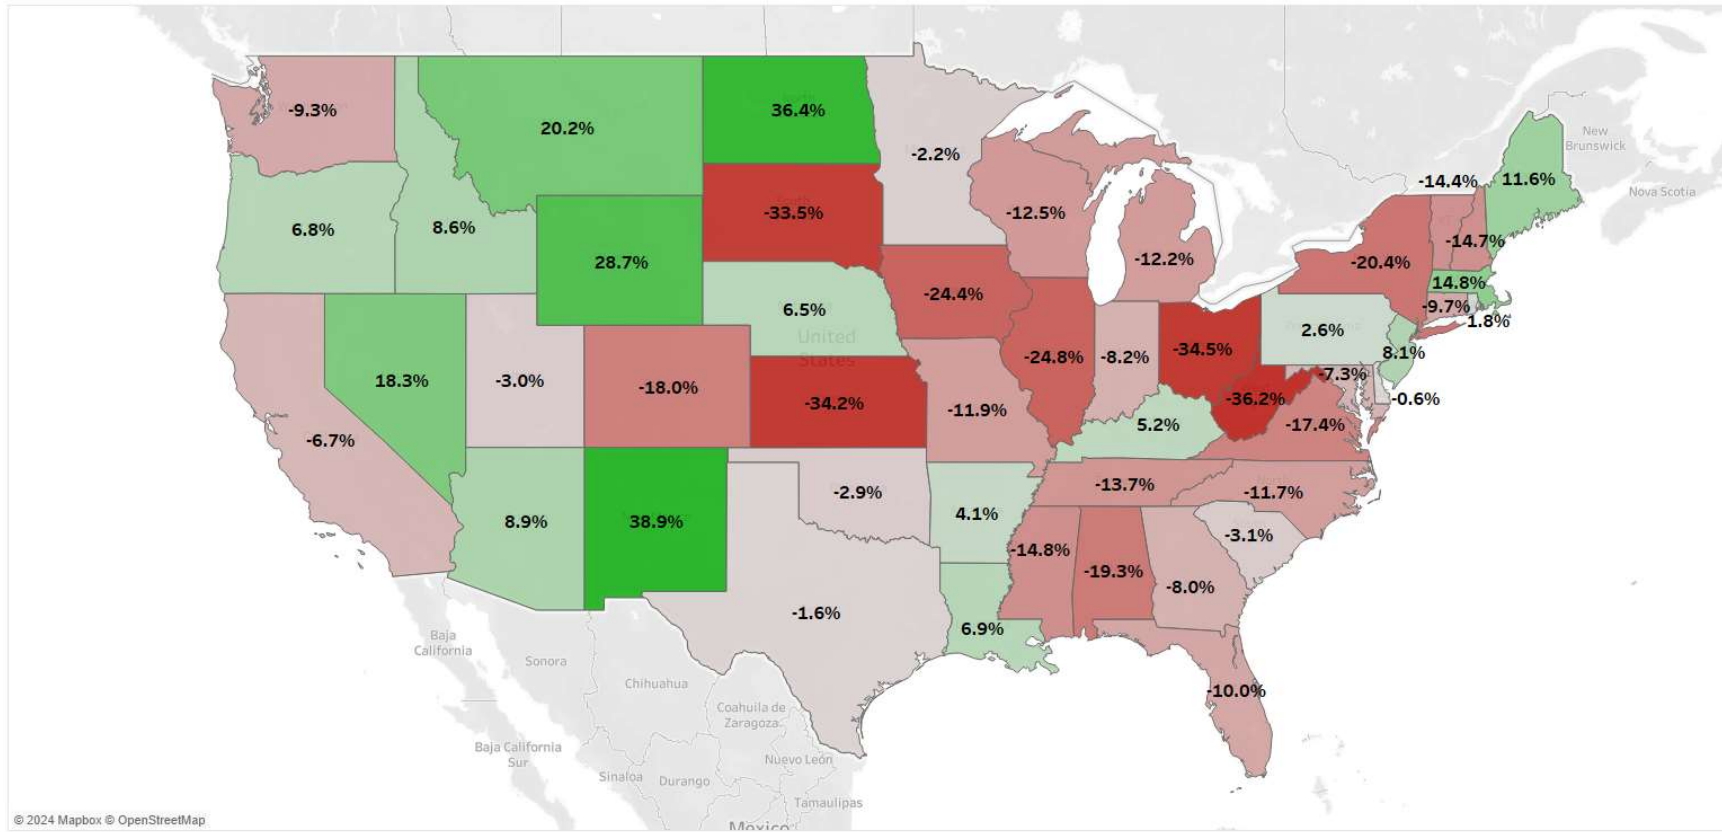 -9.3%
20.2%
36.4%
-2.2%
New
Brunswick
11.6%
-14.4%
Nova Scotia
6.8%
8.6%
28.7%
-33.5%
-12.5%
-12.2%
-20.4%
-14.7%
14.8%
-9.7%
1.8%
6.5%
-24.4%
United
States
2.6%
8.1%
-7.3%
-0.6%
18.3%
-3.0%
-18.0%
-34.2%
-11.9%
-24.8%
-8.2%
-34.5%
-36.2%
-17.4%
-6.7%
5.2%
8.9%
38.9%
-2.9%
4.1%
-13.7%
-11.7%
-14.8%
-19.3%
-8.0%
-3.1%
-1.6%
6.9%
-10.0%
Baja
California
Sonora
Chihuahua
Coahuila de
Zaragoza
Baja California
Sur
Sinaloa
Durango
Nuevo León
Tamaulipas
Mexico
© 2024 Mapbox © OpenStreetMap